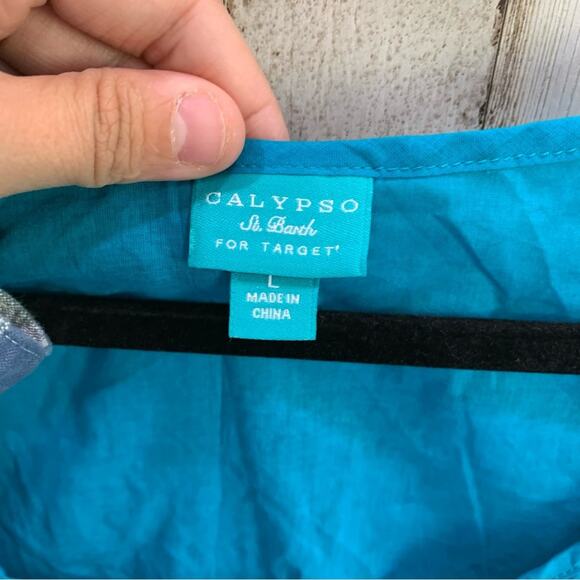 CALYPSO
St. Barth
FOR TARGET
L
MADE IN
CHINA